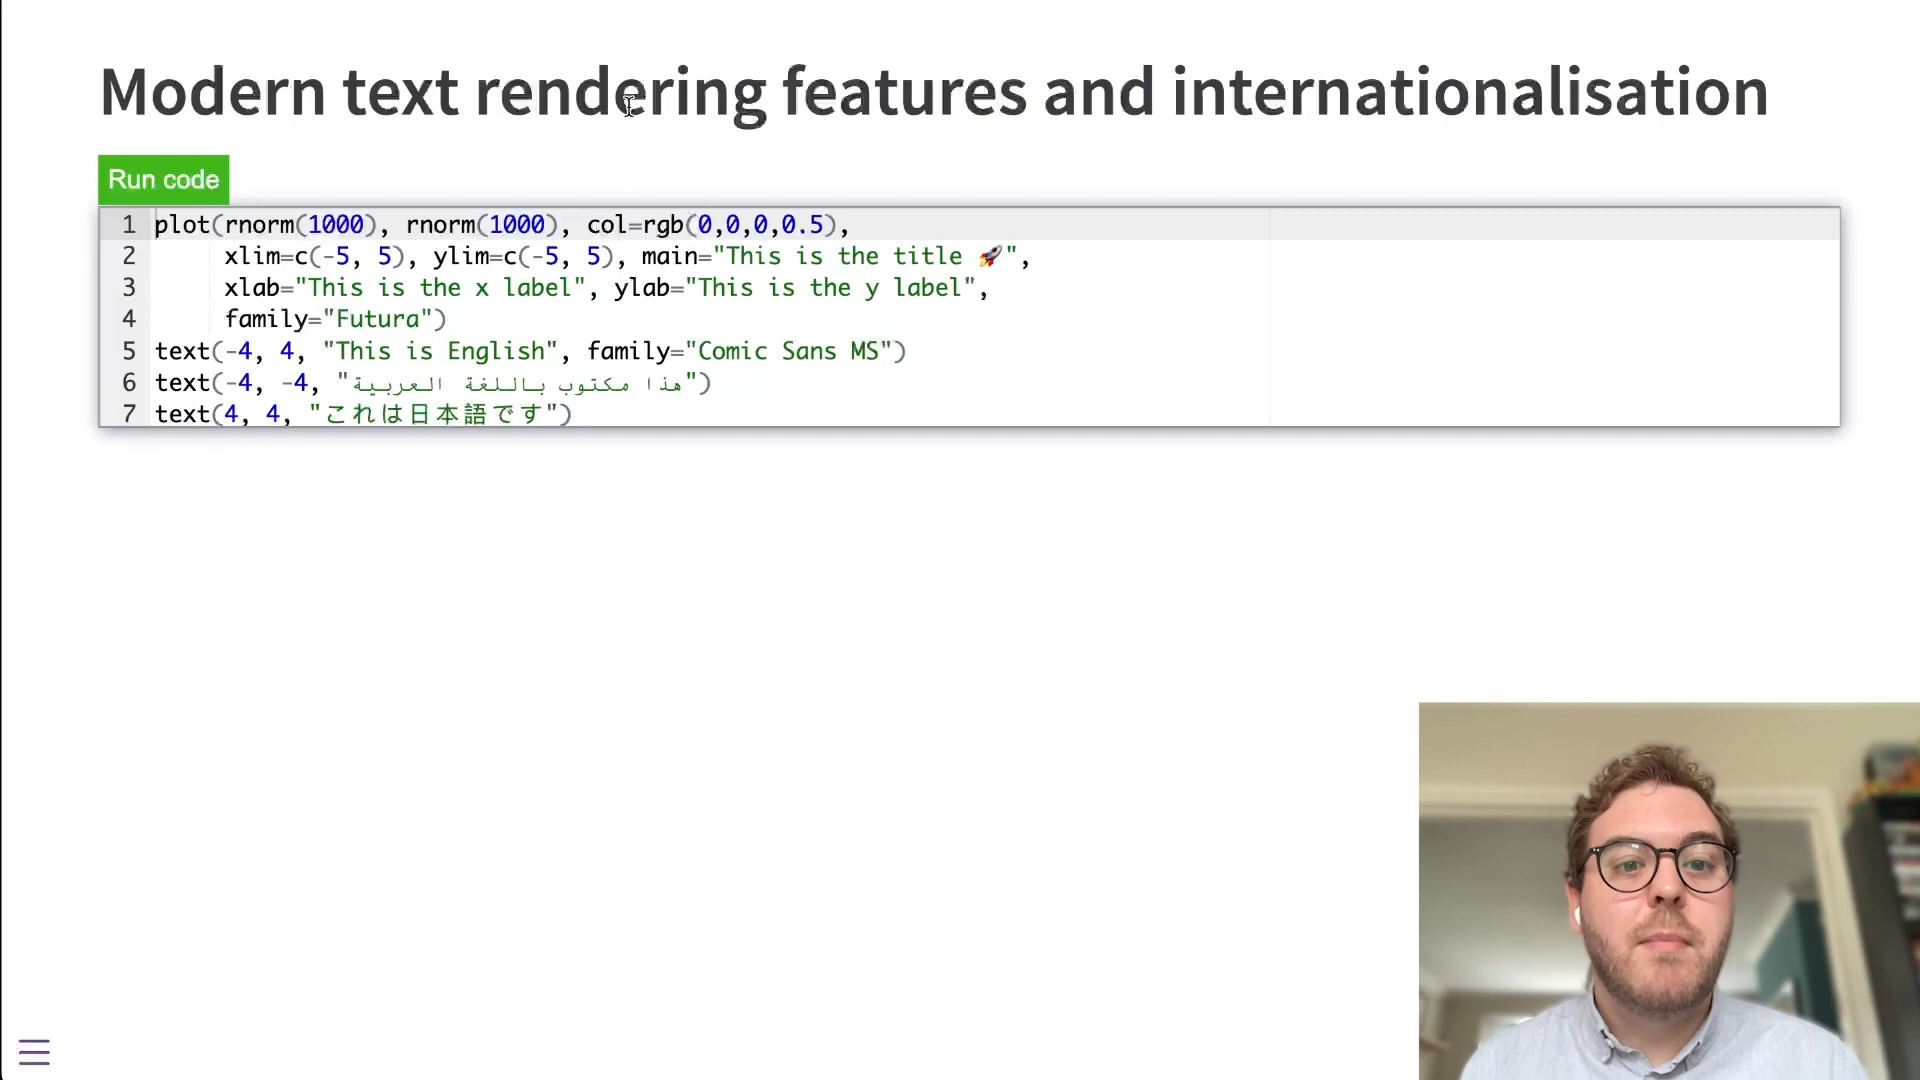 Modern text rendering features and internationalisation
Run code
1 plot(rnorm(1000), rnorm(1000), col=rgb(0,0,0,0.5),
2 xlim=c(-5, 5), ylim=c(-5, 5), main="This is the title 🚀",
3 xlab="This is the x label", ylab="This is the y label",
4 family="Futura")
5 text(-4, 4, "This is English", family="Comic Sans MS")
6 text(-4, -4, "هذا مكتوب باللغة العربية")
7 text(4, 4, "これは日本語です")